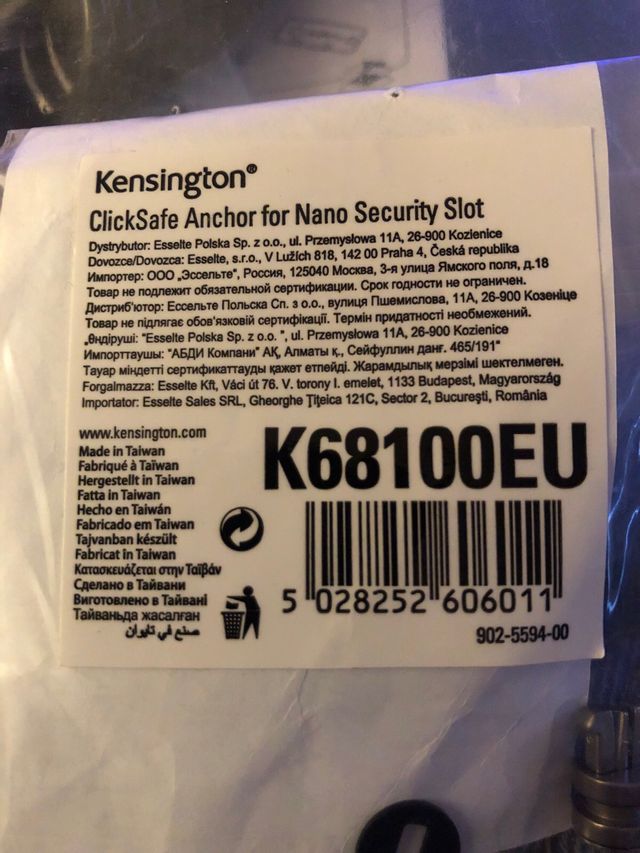 Kensington®
ClickSafe Anchor for Nano Security Slot
Dystrybutor: Esselte Polska Sp. z o.o., ul. Przemysłowa 11A, 26-900 Kozienice
Dovozce/Dovozca: Esselte, s.r.o., V Lužích 818, 142 00 Praha 4, Česká republika
Импортер: ООО „Эссельте", Россия, 125040 Москва, 3-я улица Ямского поля, д.18
Товар не подлежит обязательной сертификации. Срок годности не ограничен.
Дистриб'ютор: Ессельте Польска Сп. з о.о., вулиця Пшемислова, 11А, 26-900 Козеніце
Товар не підлягає обов'язковій сертифікації. Термін придатності необмежений.
„Өндіруші: "Esselte Polska Sp. z o.o. ", ul. Przemysłowa 11A, 26-900 Kozienice
Импорттаушы: "АБДИ Компани" АҚ, Алматы қ., Сейфуллин даңғ. 465/191"
Тауар міндетті сертификаттауды қажет етпейді. Жарамдылық мерзімі шектелмеген.
Forgalmazza: Esselte Kft, Váci út 76. V. torony I. emelet, 1133 Budapest, Magyarország
Importator: Esselte Sales SRL, Gheorghe Ţiţeica 121C, Sector 2, Bucureşti, România
www.kensington.com
Made in Taiwan
Fabriqué à Taïwan
Hergestellt in Taiwan
Fatta in Taiwan
Hecho en Taiwán
Fabricado em Taiwan
Tajvanban készült
Fabricat în Taiwan
Κατασκευάζεται στην Ταϊβάν
Сделано в Тайвани
Виготовлено в Тайвані
Тайваньда жасалған
صنع في تايوان
K68100EU
5 028252 606011
902-5594-00